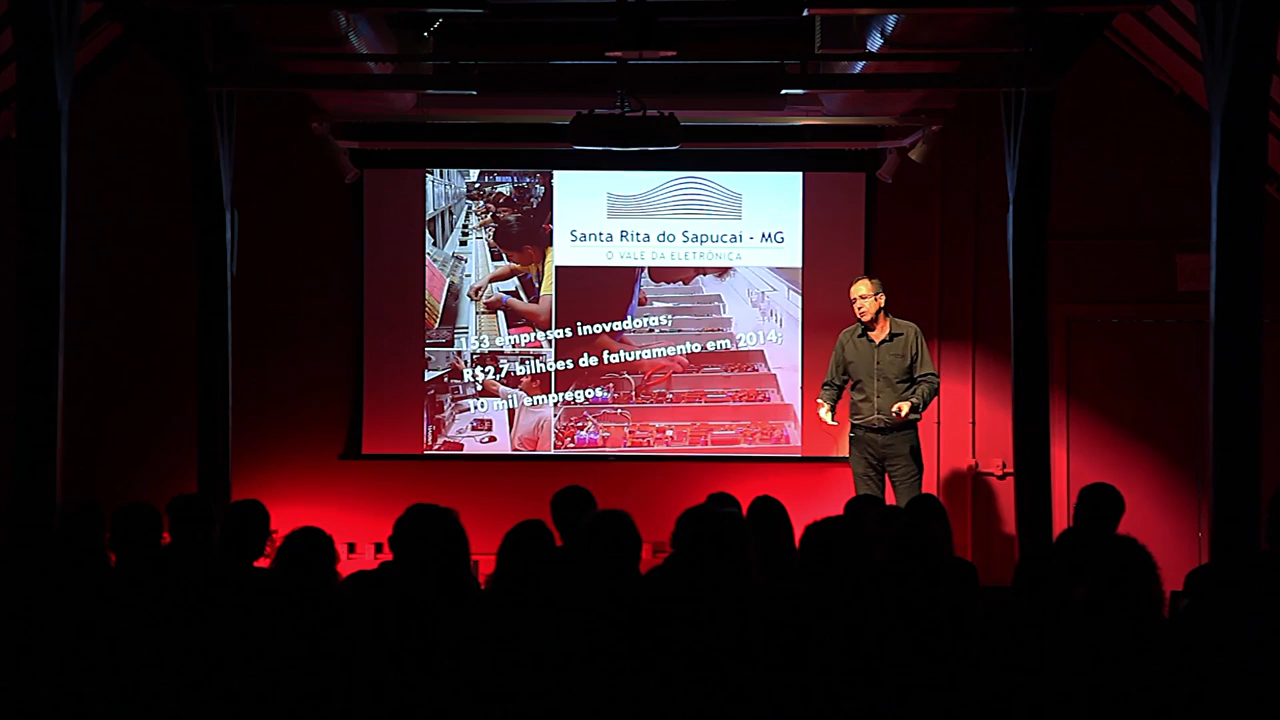 Santa Rita do Sapucaí - MG
O VALE DA ELETRÔNICA
153 empresas inovadoras;
R$2,7 bilhões de faturamento em 2014;
10 mil empregos.